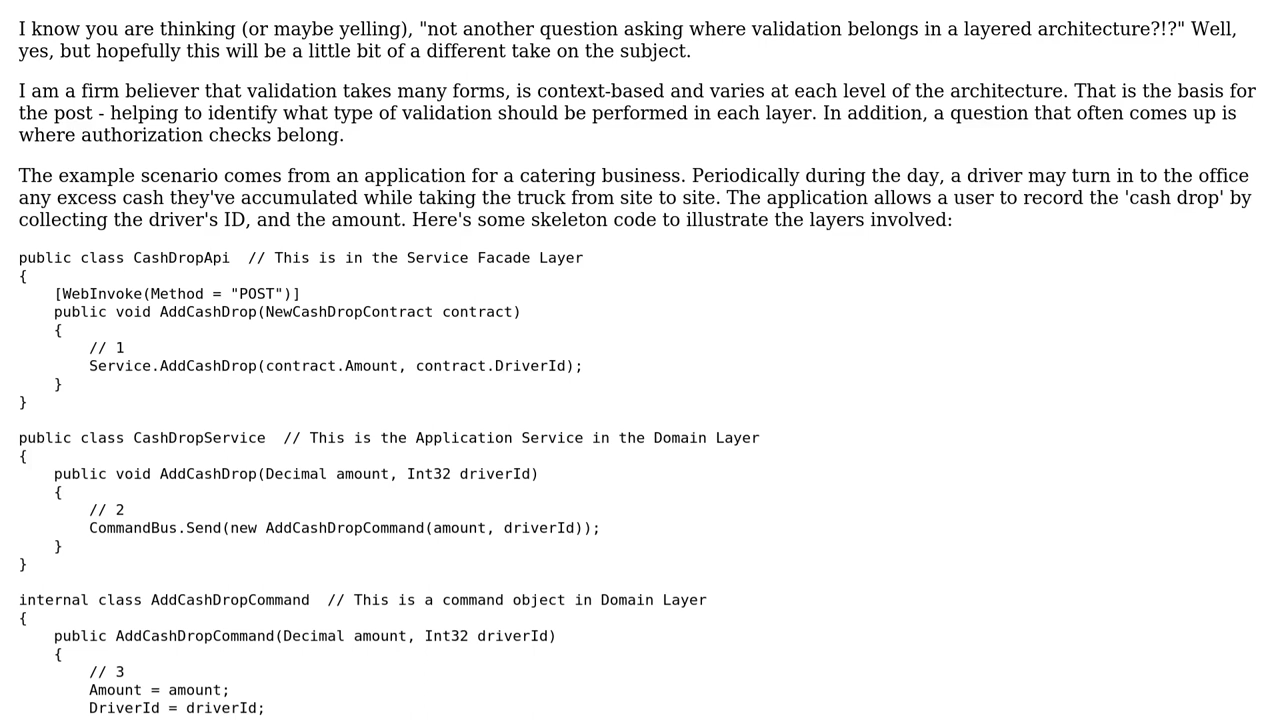 I know you are thinking (or maybe yelling), "not another question asking where validation belongs in a layered architecture?!?" Well,
yes, but hopefully this will be a little bit of a different take on the subject.
I am a firm believer that validation takes many forms, is context-based and varies at each level of the architecture. That is the basis for
the post - helping to identify what type of validation should be performed in each layer. In addition, a question that often comes up is
where authorization checks belong.
The example scenario comes from an application for a catering business. Periodically during the day, a driver may turn in to the office
any excess cash they've accumulated while taking the truck from site to site. The application allows a user to record the 'cash drop' by
collecting the driver's ID, and the amount. Here's some skeleton code to illustrate the layers involved:
public class CashDropApi  // This is in the Service Facade Layer
{
    [WebInvoke(Method = "POST")]
    public void AddCashDrop(NewCashDropContract contract)
    {
        // 1
        Service.AddCashDrop(contract.Amount, contract.DriverId);
    }
}
public class CashDropService  // This is the Application Service in the Domain Layer
{
    public void AddCashDrop(Decimal amount, Int32 driverId)
    {
        // 2
        CommandBus.Send(new AddCashDropCommand(amount, driverId));
    }
}
internal class AddCashDropCommand  // This is a command object in Domain Layer
{
    public AddCashDropCommand(Decimal amount, Int32 driverId)
    {
        // 3
        Amount = amount;
        DriverId = driverId;